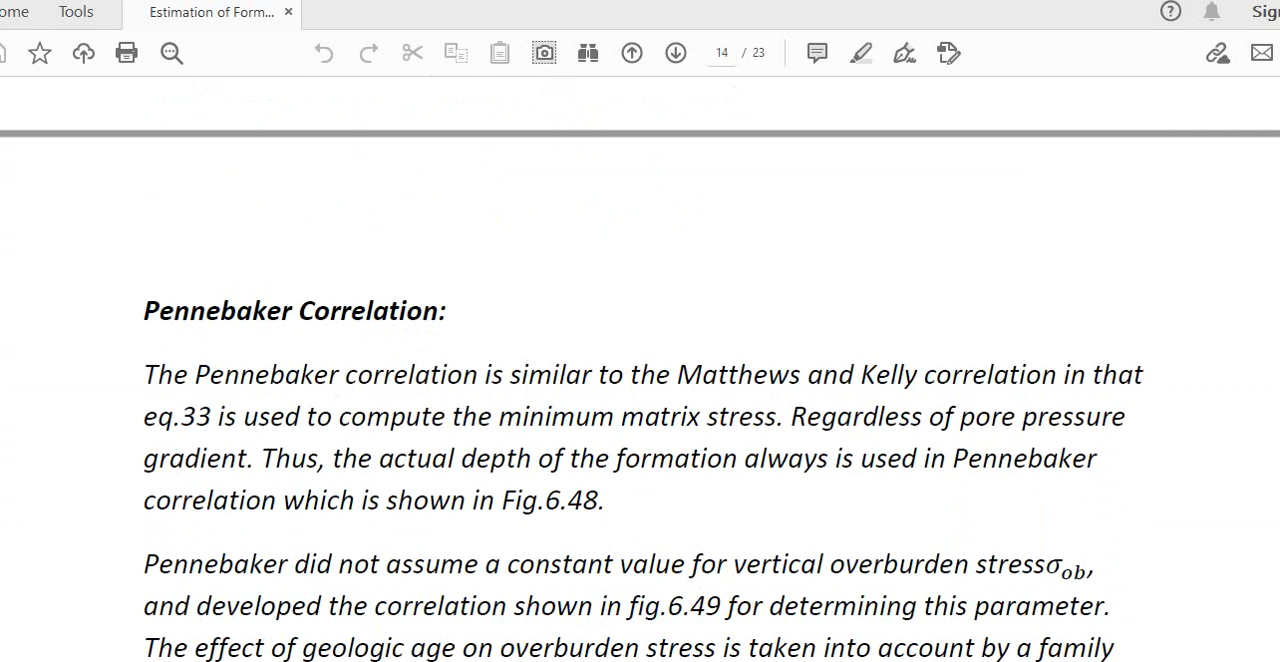 ome Tools Estimation of Form... × Sig
14 / 23
Pennebaker Correlation:
The Pennebaker correlation is similar to the Matthews and Kelly correlation in that
eq.33 is used to compute the minimum matrix stress. Regardless of pore pressure
gradient. Thus, the actual depth of the formation always is used in Pennebaker
correlation which is shown in Fig.6.48.
Pennebaker did not assume a constant value for vertical overburden stressσob,
and developed the correlation shown in fig.6.49 for determining this parameter.
The effect of geologic age on overburden stress is taken into account by a family